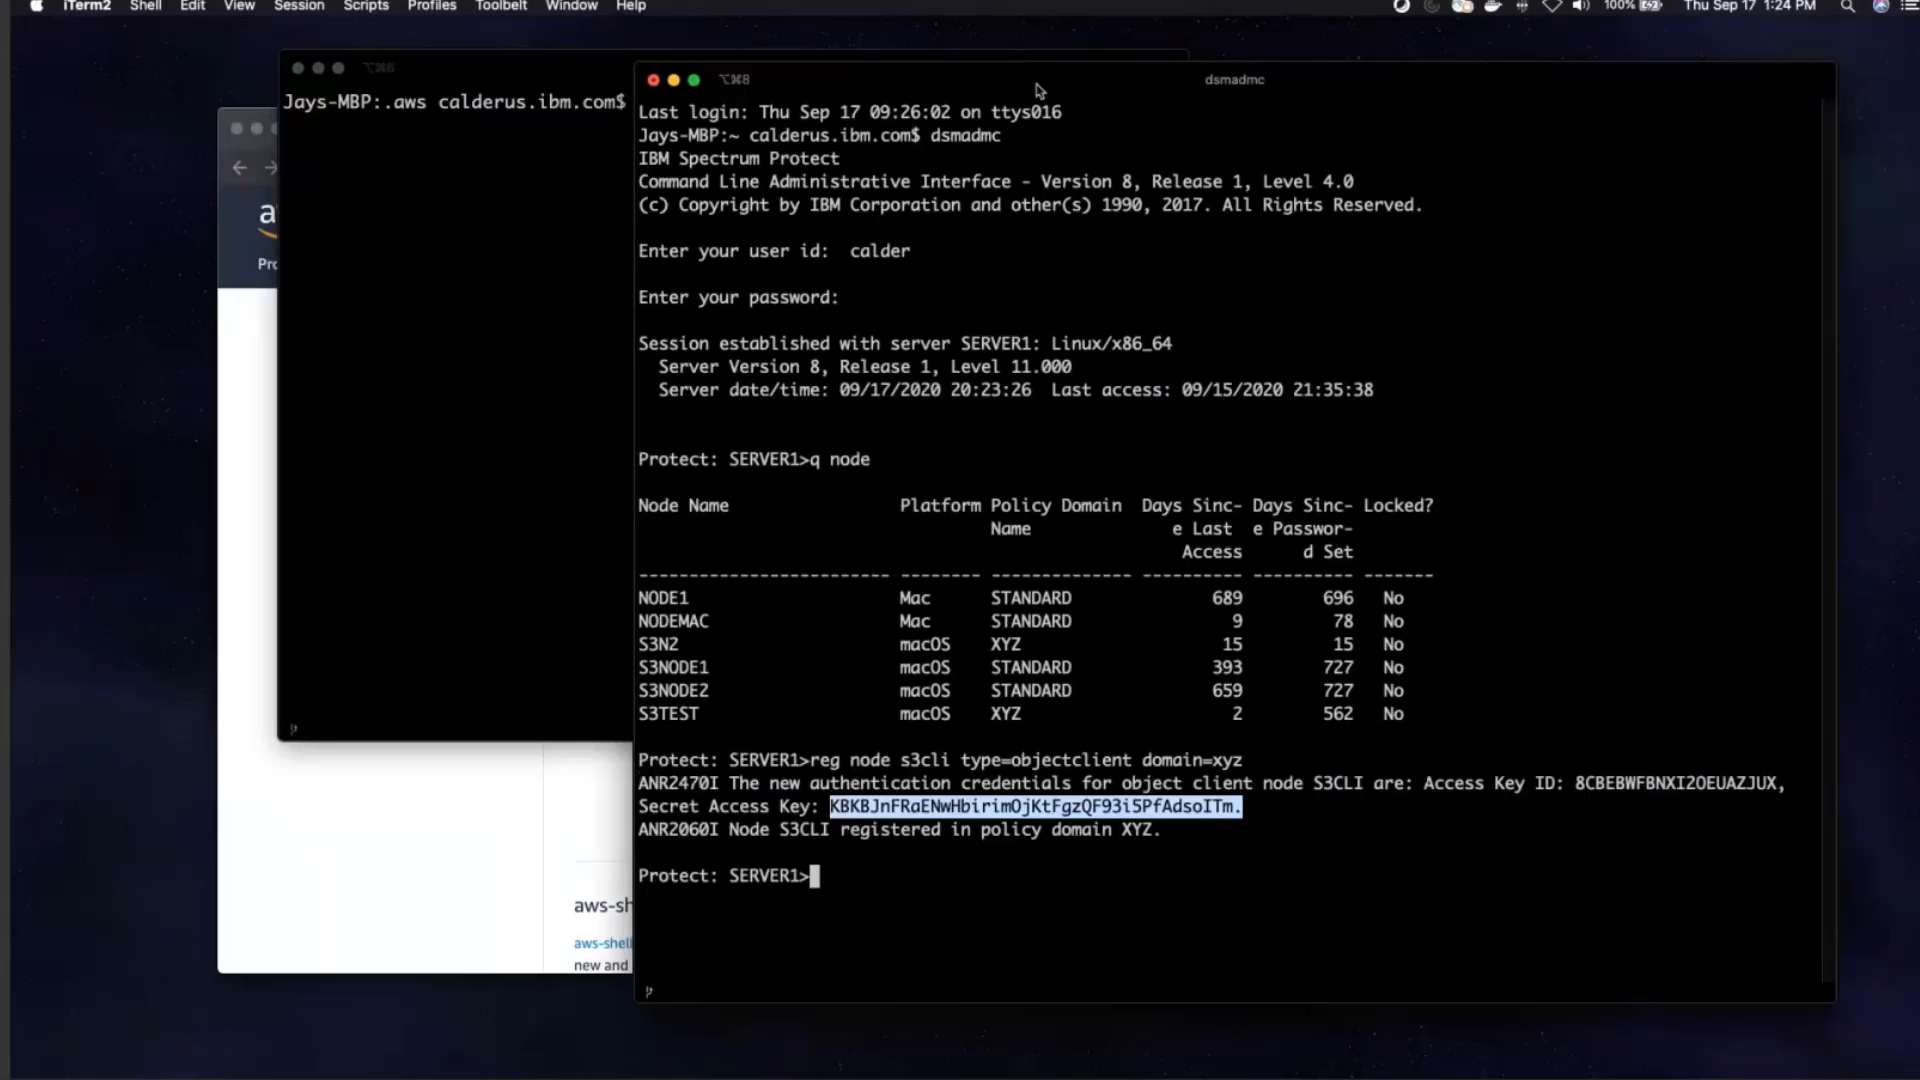 iTerm2 Shell Edit View Session Scripts Profiles Toolbelt Window Help 100% Thu Sep 17 1:24 PM
⌥⌘6
Jays-MBP:.aws calderus.ibm.com$
⌥⌘8 dsmadmc
Last login: Thu Sep 17 09:26:02 on ttys016
Jays-MBP:~ calderus.ibm.com$ dsmadmc
IBM Spectrum Protect
Command Line Administrative Interface - Version 8, Release 1, Level 4.0
(c) Copyright by IBM Corporation and other(s) 1990, 2017. All Rights Reserved.
Enter your user id:  calder
Enter your password:
Session established with server SERVER1: Linux/x86_64
Server Version 8, Release 1, Level 11.000
Server date/time: 09/17/2020 20:23:26  Last access: 09/15/2020 21:35:38
Protect: SERVER1>q node
Node Name Platform Policy Domain Days Sinc- Days Sinc- Locked?
Name e Last e Passwor-
Access d Set
------------------------- -------- -------------- ---------- ---------- -------
NODE1 Mac STANDARD 689 696 No
NODEMAC Mac STANDARD 9 78 No
S3N2 macOS XYZ 15 15 No
S3NODE1 macOS STANDARD 393 727 No
S3NODE2 macOS STANDARD 659 727 No
S3TEST macOS XYZ 2 562 No
Protect: SERVER1>reg node s3cli type=objectclient domain=xyz
ANR2470I The new authentication credentials for object client node S3CLI are: Access Key ID: 8CBEBWFBNXIZOEUAZJUX,
Secret Access Key: KBKBJnFRaENwHbirimOjKtFgzQF93i5PfAdsoITm.
ANR2060I Node S3CLI registered in policy domain XYZ.
Protect: SERVER1>
a
Pro
aws-sh
aws-shell
new and